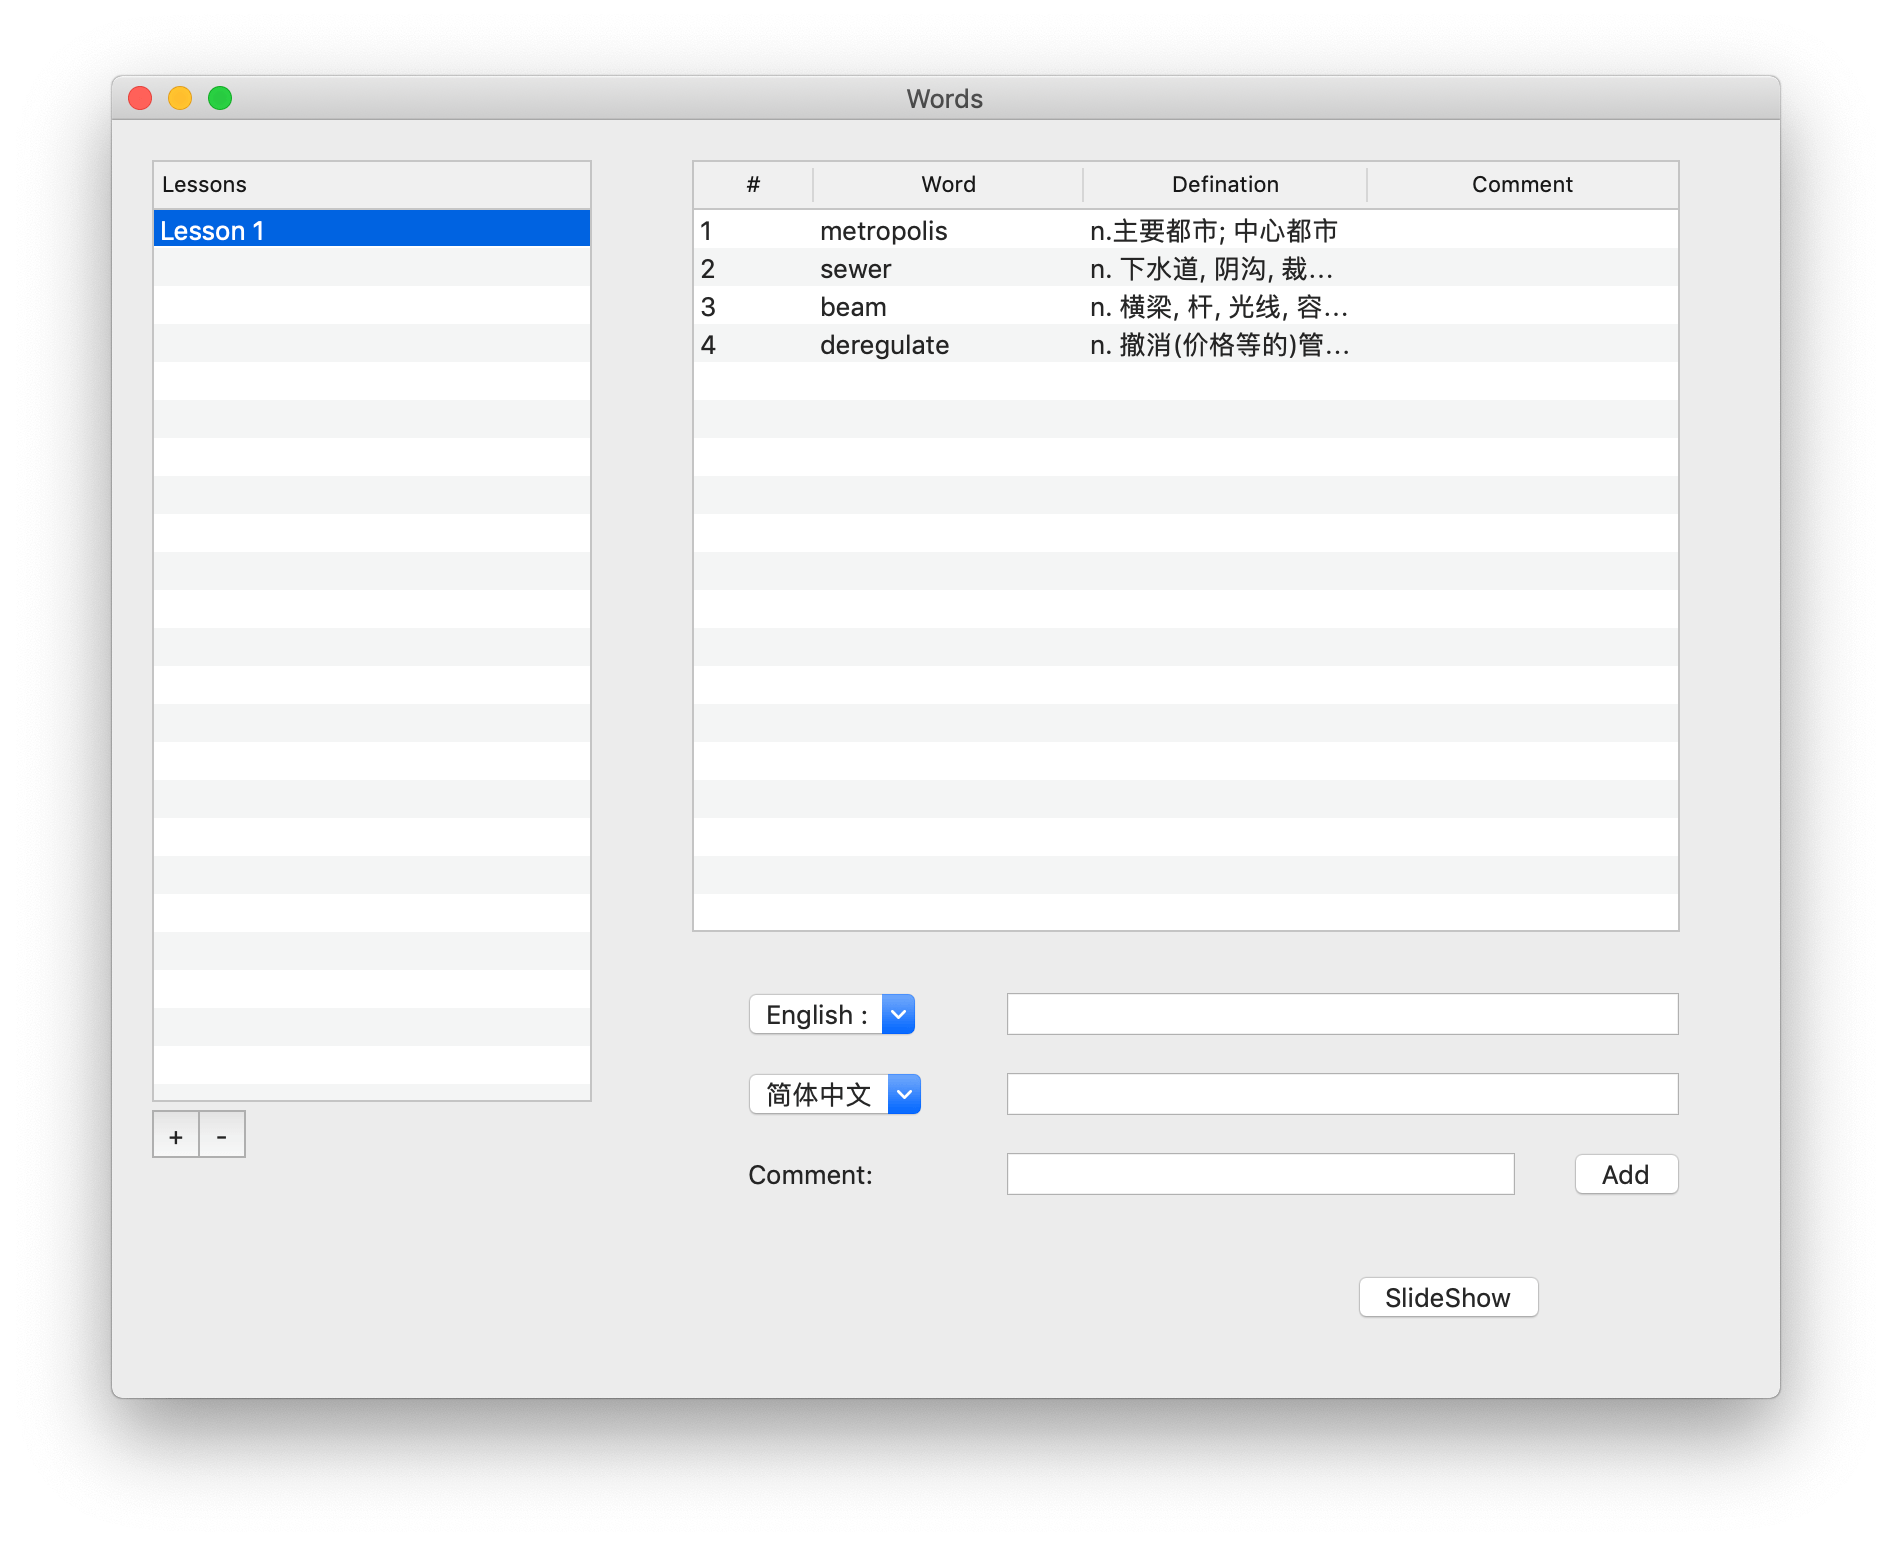 Words
Lessons
Lesson 1
+ -
# Word Defination Comment
1 metropolis n.主要都市; 中心都市
2 sewer n. 下水道, 阴沟, 裁...
3 beam n. 横梁, 杆, 光线, 容...
4 deregulate n. 撤消(价格等的)管...
English :
简体中文
Comment:
Add
SlideShow